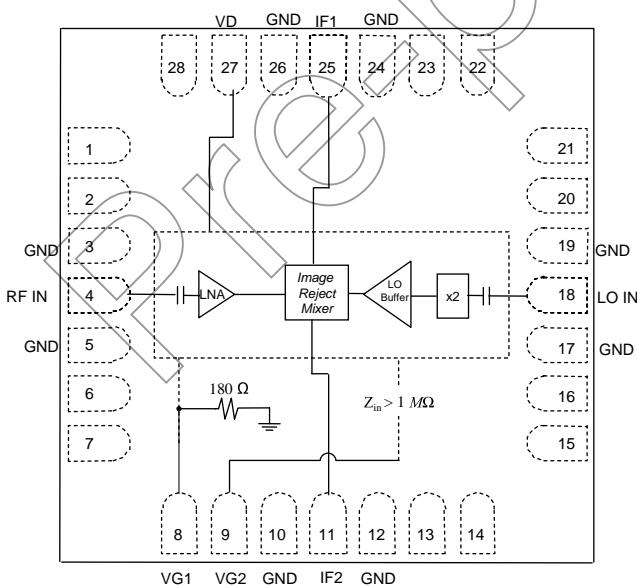 VD GND IF1 GND
28 27 26 25 24 23 22
1 21
2 20
GND 3 19 GND
RF IN 4 LNA Image Reject Mixer LO Buffer x2 18 LO IN
GND 5 17 GND
6 180 Ω Zin > 1 MΩ 16
7 15
8 9 10 11 12 13 14
VG1 VG2 GND IF2 GND
Pre-p